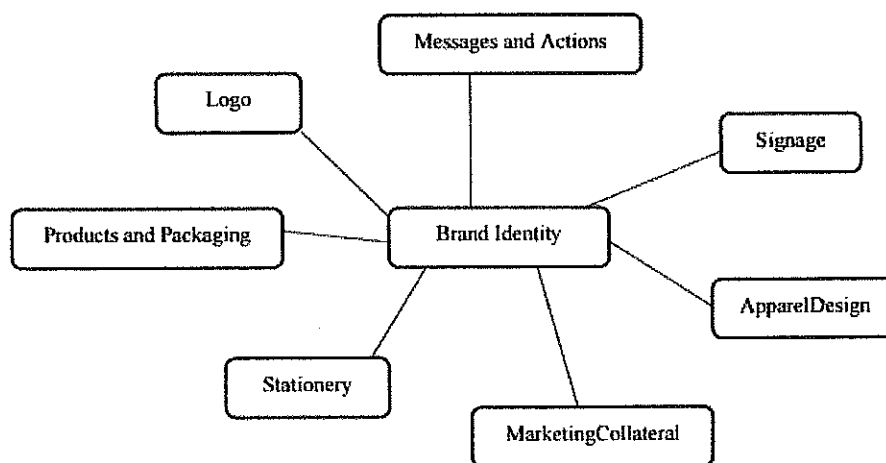 Messages and Actions
Logo
Signage
Products and Packaging
Brand Identity
ApparelDesign
Stationery
MarketingCollateral